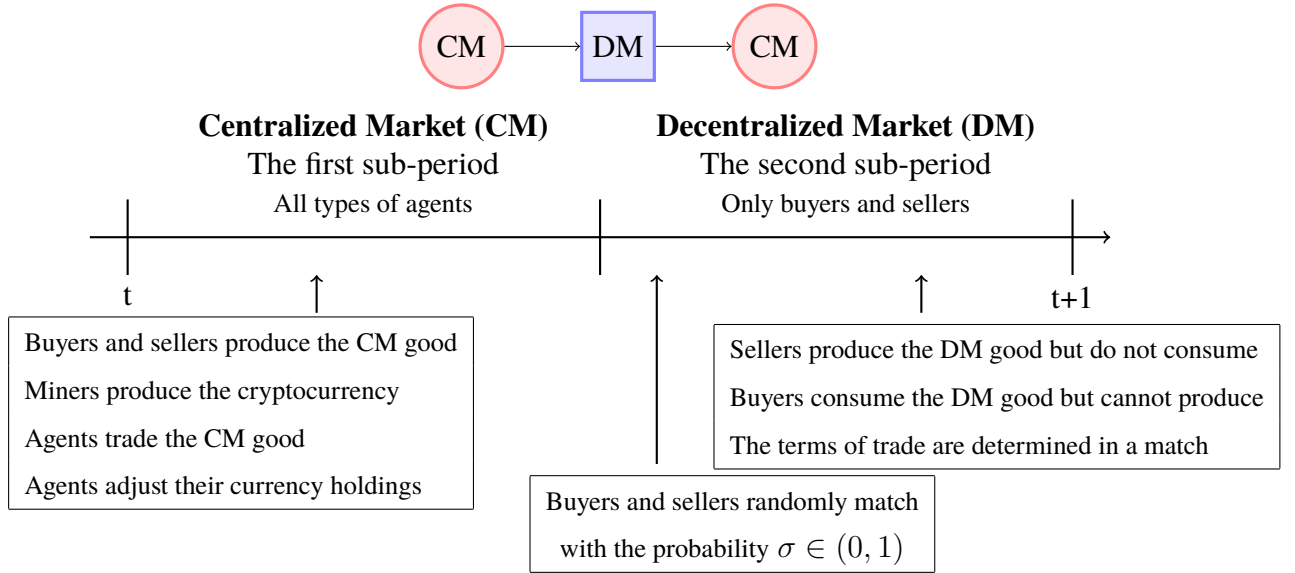 CM
DM
CM
Centralized Market (CM)
The first sub-period
All types of agents
Decentralized Market (DM)
The second sub-period
Only buyers and sellers
t
t+1
Buyers and sellers produce the CM good
Miners produce the cryptocurrency
Agents trade the CM good
Agents adjust their currency holdings
Buyers and sellers randomly match
with the probability σ ∈ (0, 1)
Sellers produce the DM good but do not consume
Buyers consume the DM good but cannot produce
The terms of trade are determined in a match